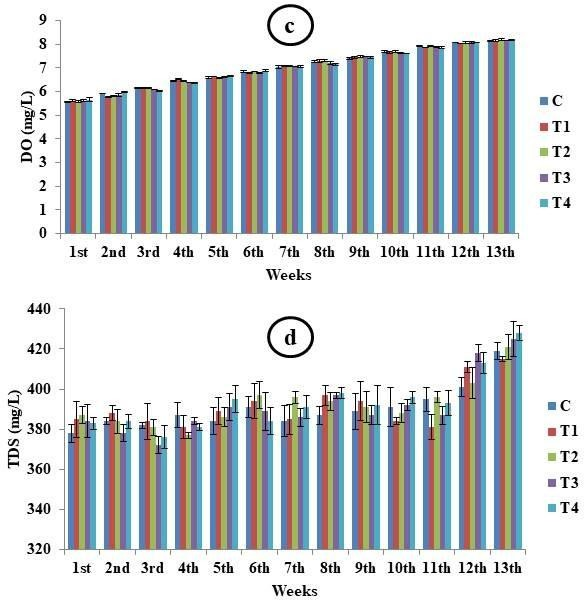 c
9
8
7
6
5
4
3
2
1
0
DO (mg/L)
1st 2nd 3rd 4th 5th 6th 7th 8th 9th 10th 11th 12th 13th
Weeks
C
T1
T2
T3
T4
d
440
420
400
380
360
340
320
TDS (mg/L)
1st 2nd 3rd 4th 5th 6th 7th 8th 9th 10th 11th 12th 13th
Weeks
C
T1
T2
T3
T4